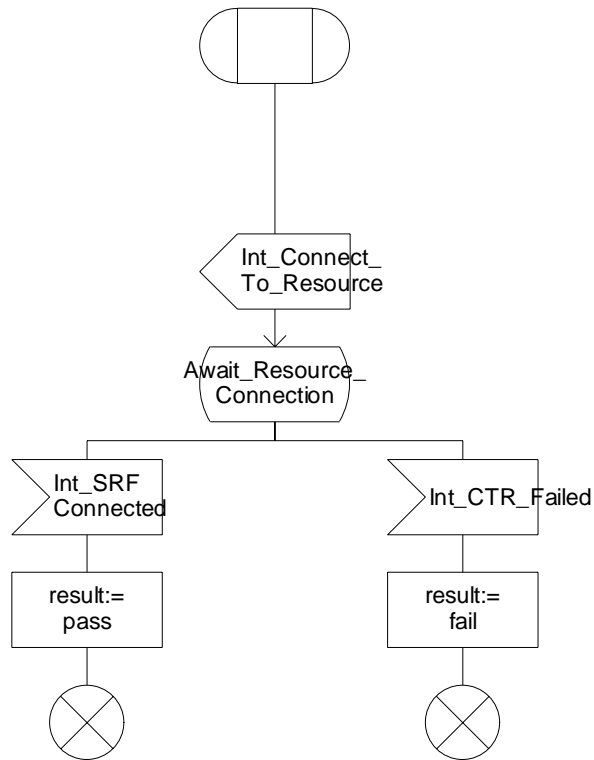 Int_Connect_
To_Resource
Await_Resource_
Connection
Int_SRF
Connected
Int_CTR_Failed
result:=
pass
result:=
fail